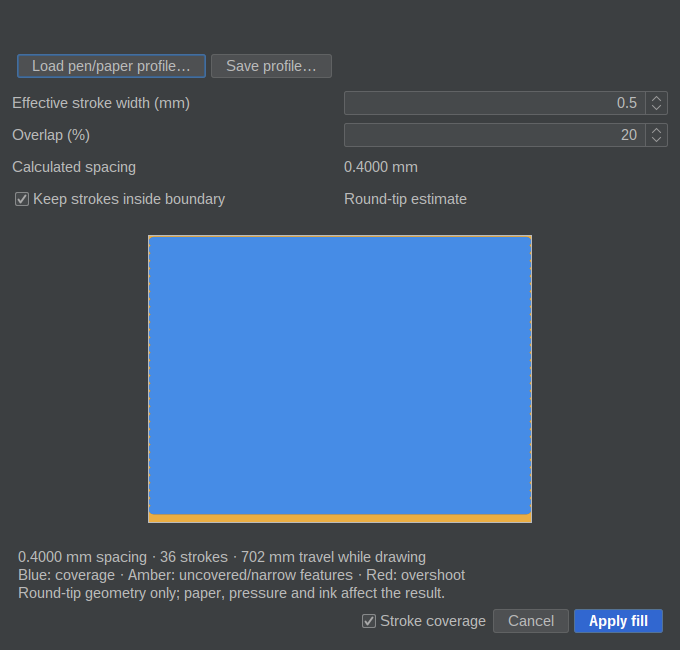 Load pen/paper profile… Save profile…
Effective stroke width (mm) 0.5
Overlap (%) 20
Calculated spacing 0.4000 mm
Keep strokes inside boundary Round-tip estimate
0.4000 mm spacing · 36 strokes · 702 mm travel while drawing
Blue: coverage · Amber: uncovered/narrow features · Red: overshoot
Round-tip geometry only; paper, pressure and ink affect the result.
Stroke coverage Cancel Apply fill